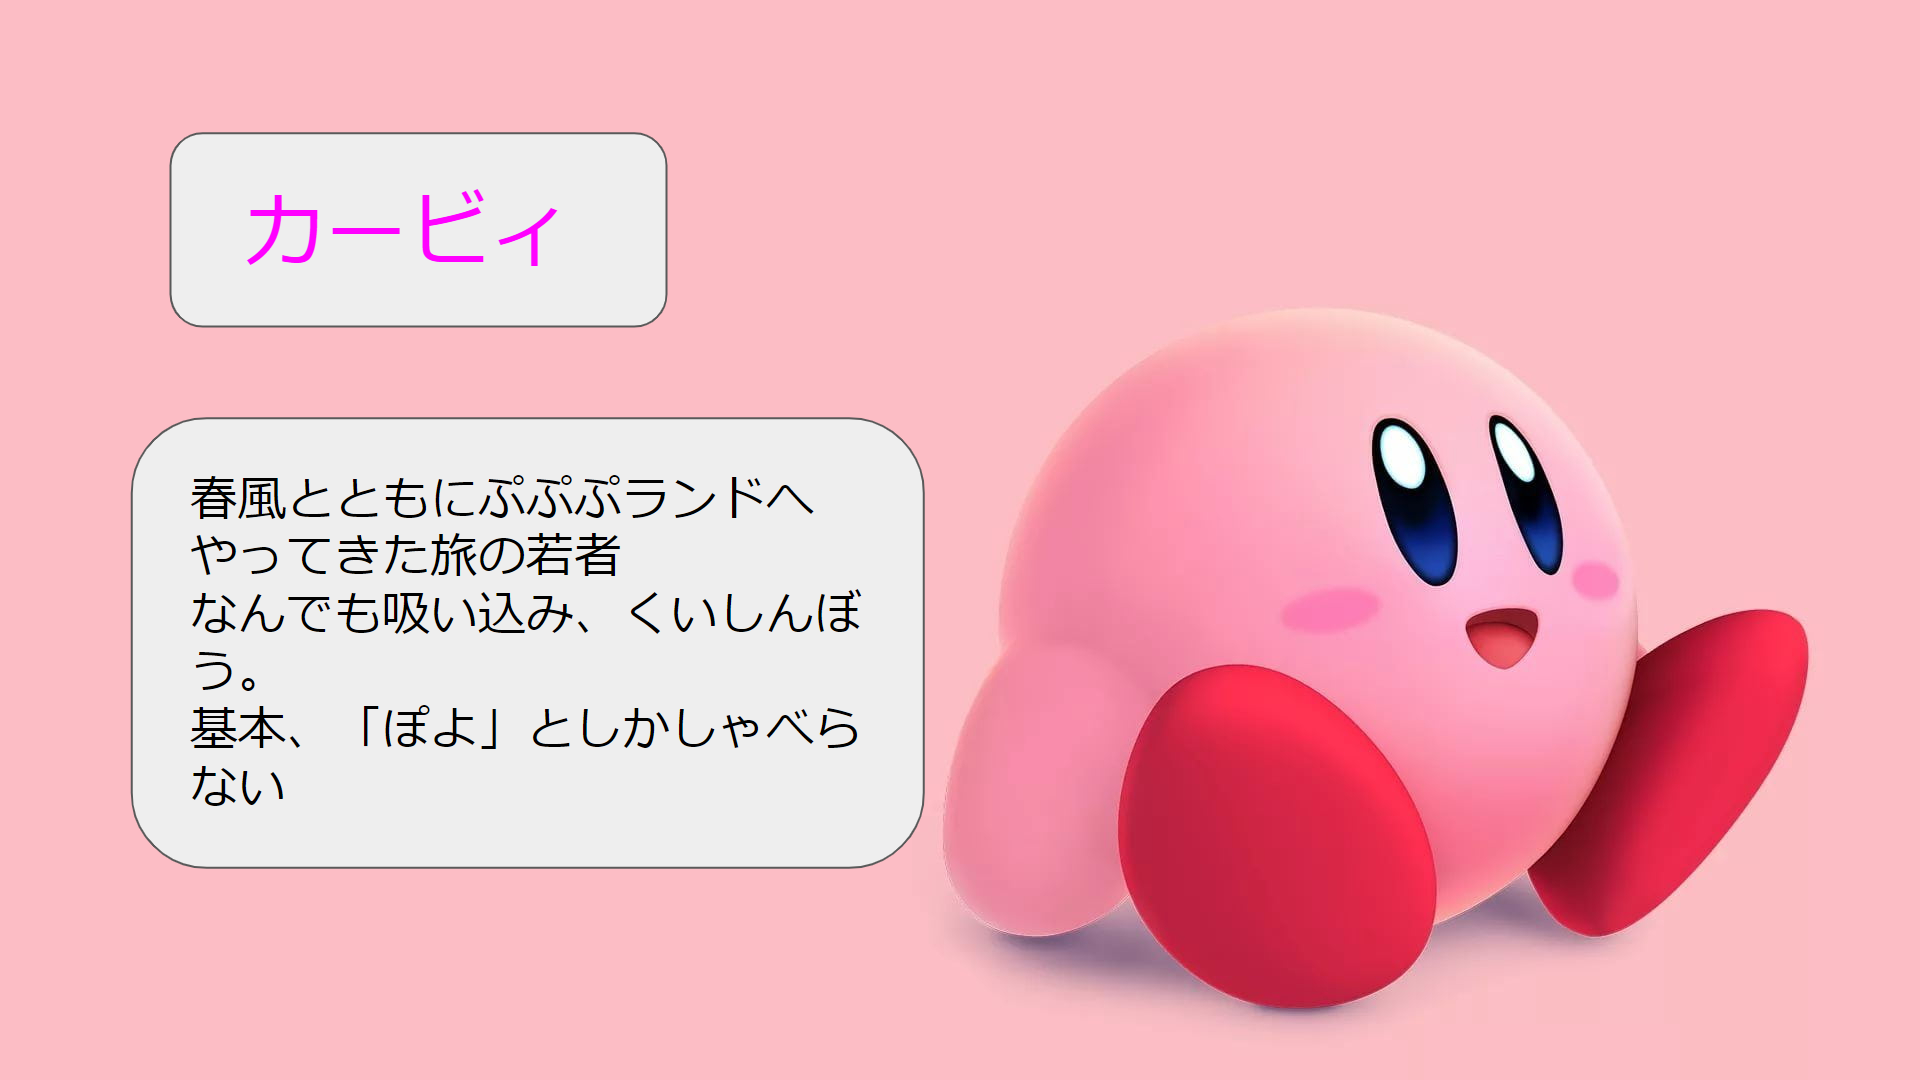 カービィ
春風とともにぷぷぷランドへ
やってきた旅の若者
なんでも吸い込み、くいしんぼ
う。
基本、「ぽよ」としかしゃべら
ない